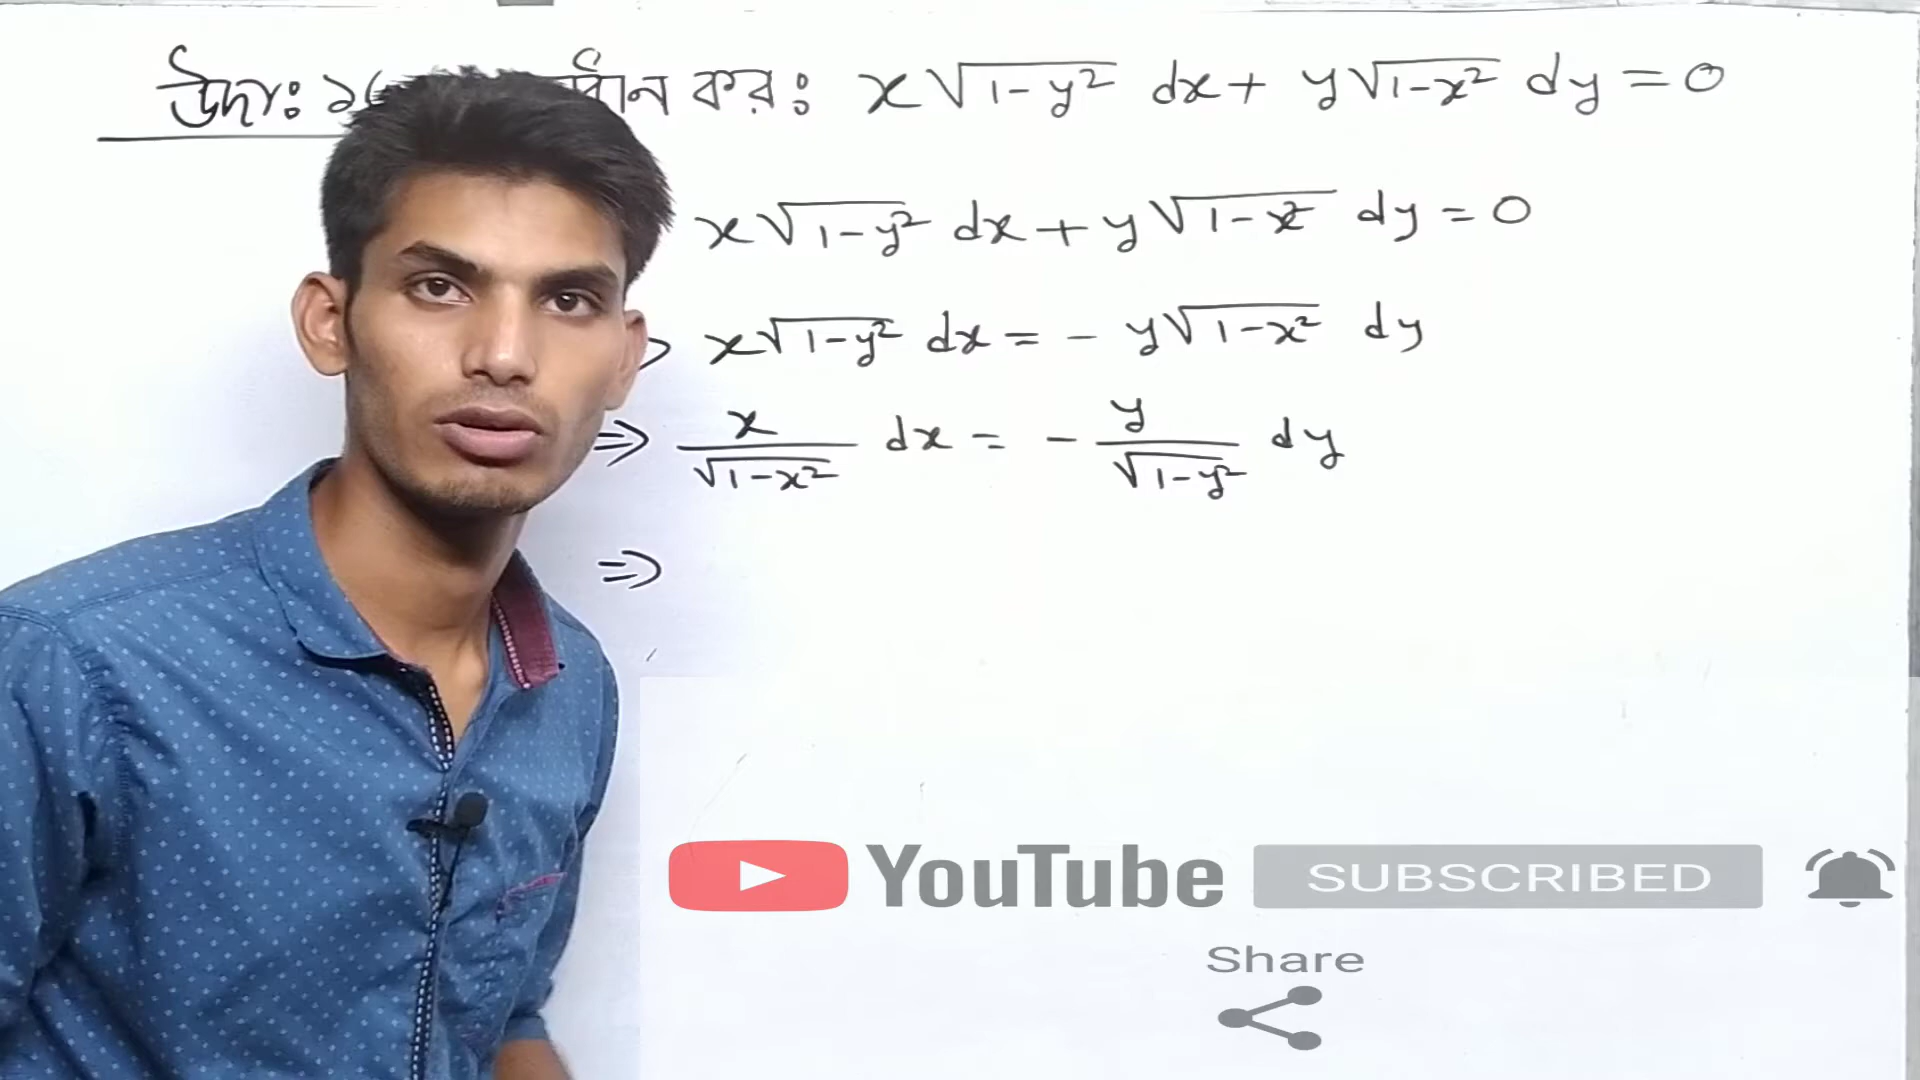 উদাঃ কর: x√1-y² dx + y√1-x² dy = 0
x√1-y² dx + y√1-x² dy = 0
x√1-y² dx = - y√1-x² dy
⇒ x/√1-x² dx = - y/√1-y² dy
⇒
YouTube SUBSCRIBED
Share